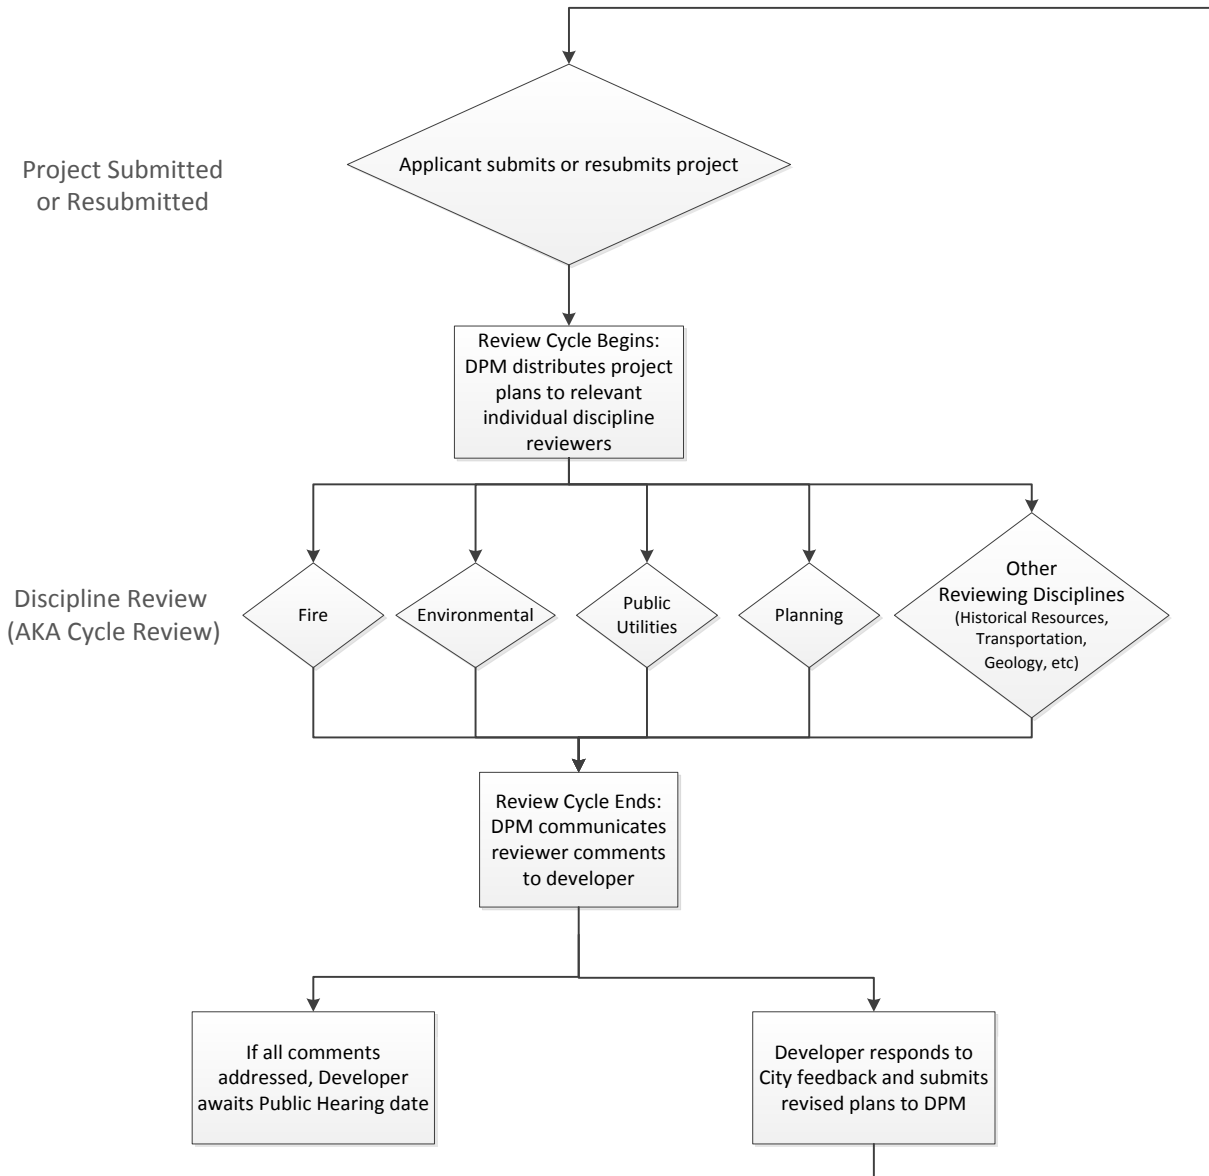 Project Submitted
or Resubmitted
Applicant submits or resubmits project
Review Cycle Begins:
DPM distributes project
plans to relevant
individual discipline
reviewers
Discipline Review
(AKA Cycle Review)
Fire
Environmental
Public
Utilities
Planning
Other
Reviewing Disciplines
(Historical Resources,
Transportation,
Geology, etc)
Review Cycle Ends:
DPM communicates
reviewer comments
to developer
If all comments
addressed, Developer
awaits Public Hearing date
Developer responds to
City feedback and submits
revised plans to DPM